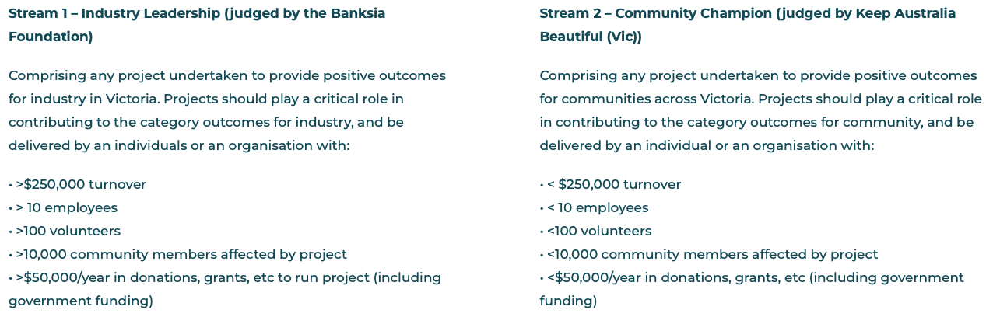 Stream 1 – Industry Leadership (judged by the Banksia
Foundation)
Comprising any project undertaken to provide positive outcomes
for industry in Victoria. Projects should play a critical role in
contributing to the category outcomes for industry, and be
delivered by an individuals or an organisation with:
• >$250,000 turnover
• > 10 employees
• >100 volunteers
• >10,000 community members affected by project
• >$50,000/year in donations, grants, etc to run project (including
government funding)
Stream 2 – Community Champion (judged by Keep Australia
Beautiful (Vic))
Comprising any project undertaken to provide positive outcomes
for communities across Victoria. Projects should play a critical role
in contributing to the category outcomes for community, and be
delivered by an individual or an organisation with:
• < $250,000 turnover
• < 10 employees
• <100 volunteers
• <10,000 community members affected by project
• <$50,000/year in donations, grants, etc (including government
funding)